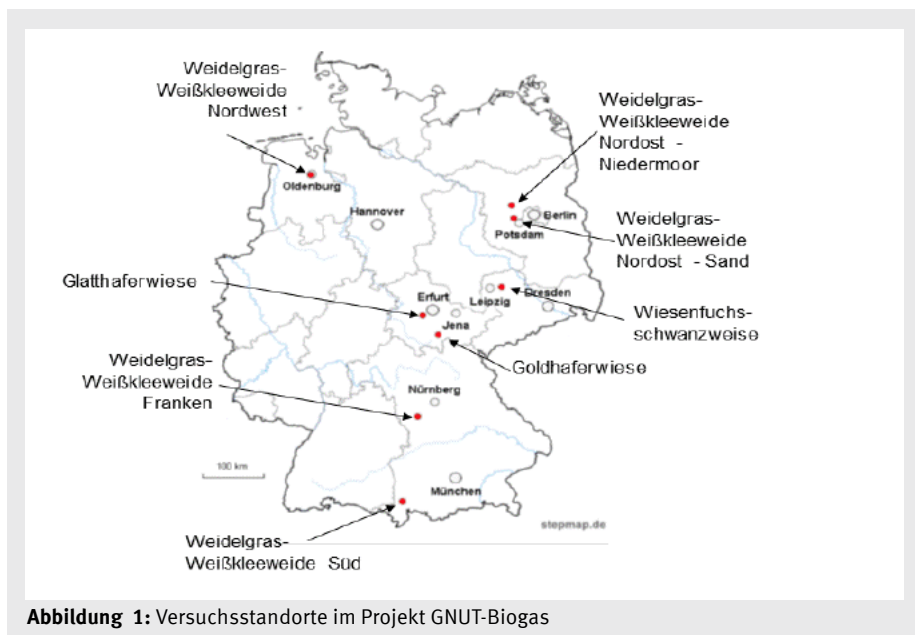 Weidelgras-
Weißkleeweide
Nordwest
Weidelgras-
Weißkleeweide
Nordost -
Niedermoor
Oldenburg
Hannover
Berlin
Potsdam
Weidelgras-
Weißkleeweide
Nordost - Sand
Glatthaferwiese
Erfurt
Leipzig
Dresden
Jena
Wiesenfuchs-
schwanzweise
Goldhaferwiese
Weidelgras-
Weißkleeweide
Franken
Nürnberg
100 km
München
stepmap.de
Weidelgras-
Weißkleeweide Süd
Abbildung 1: Versuchsstandorte im Projekt GNUT-Biogas